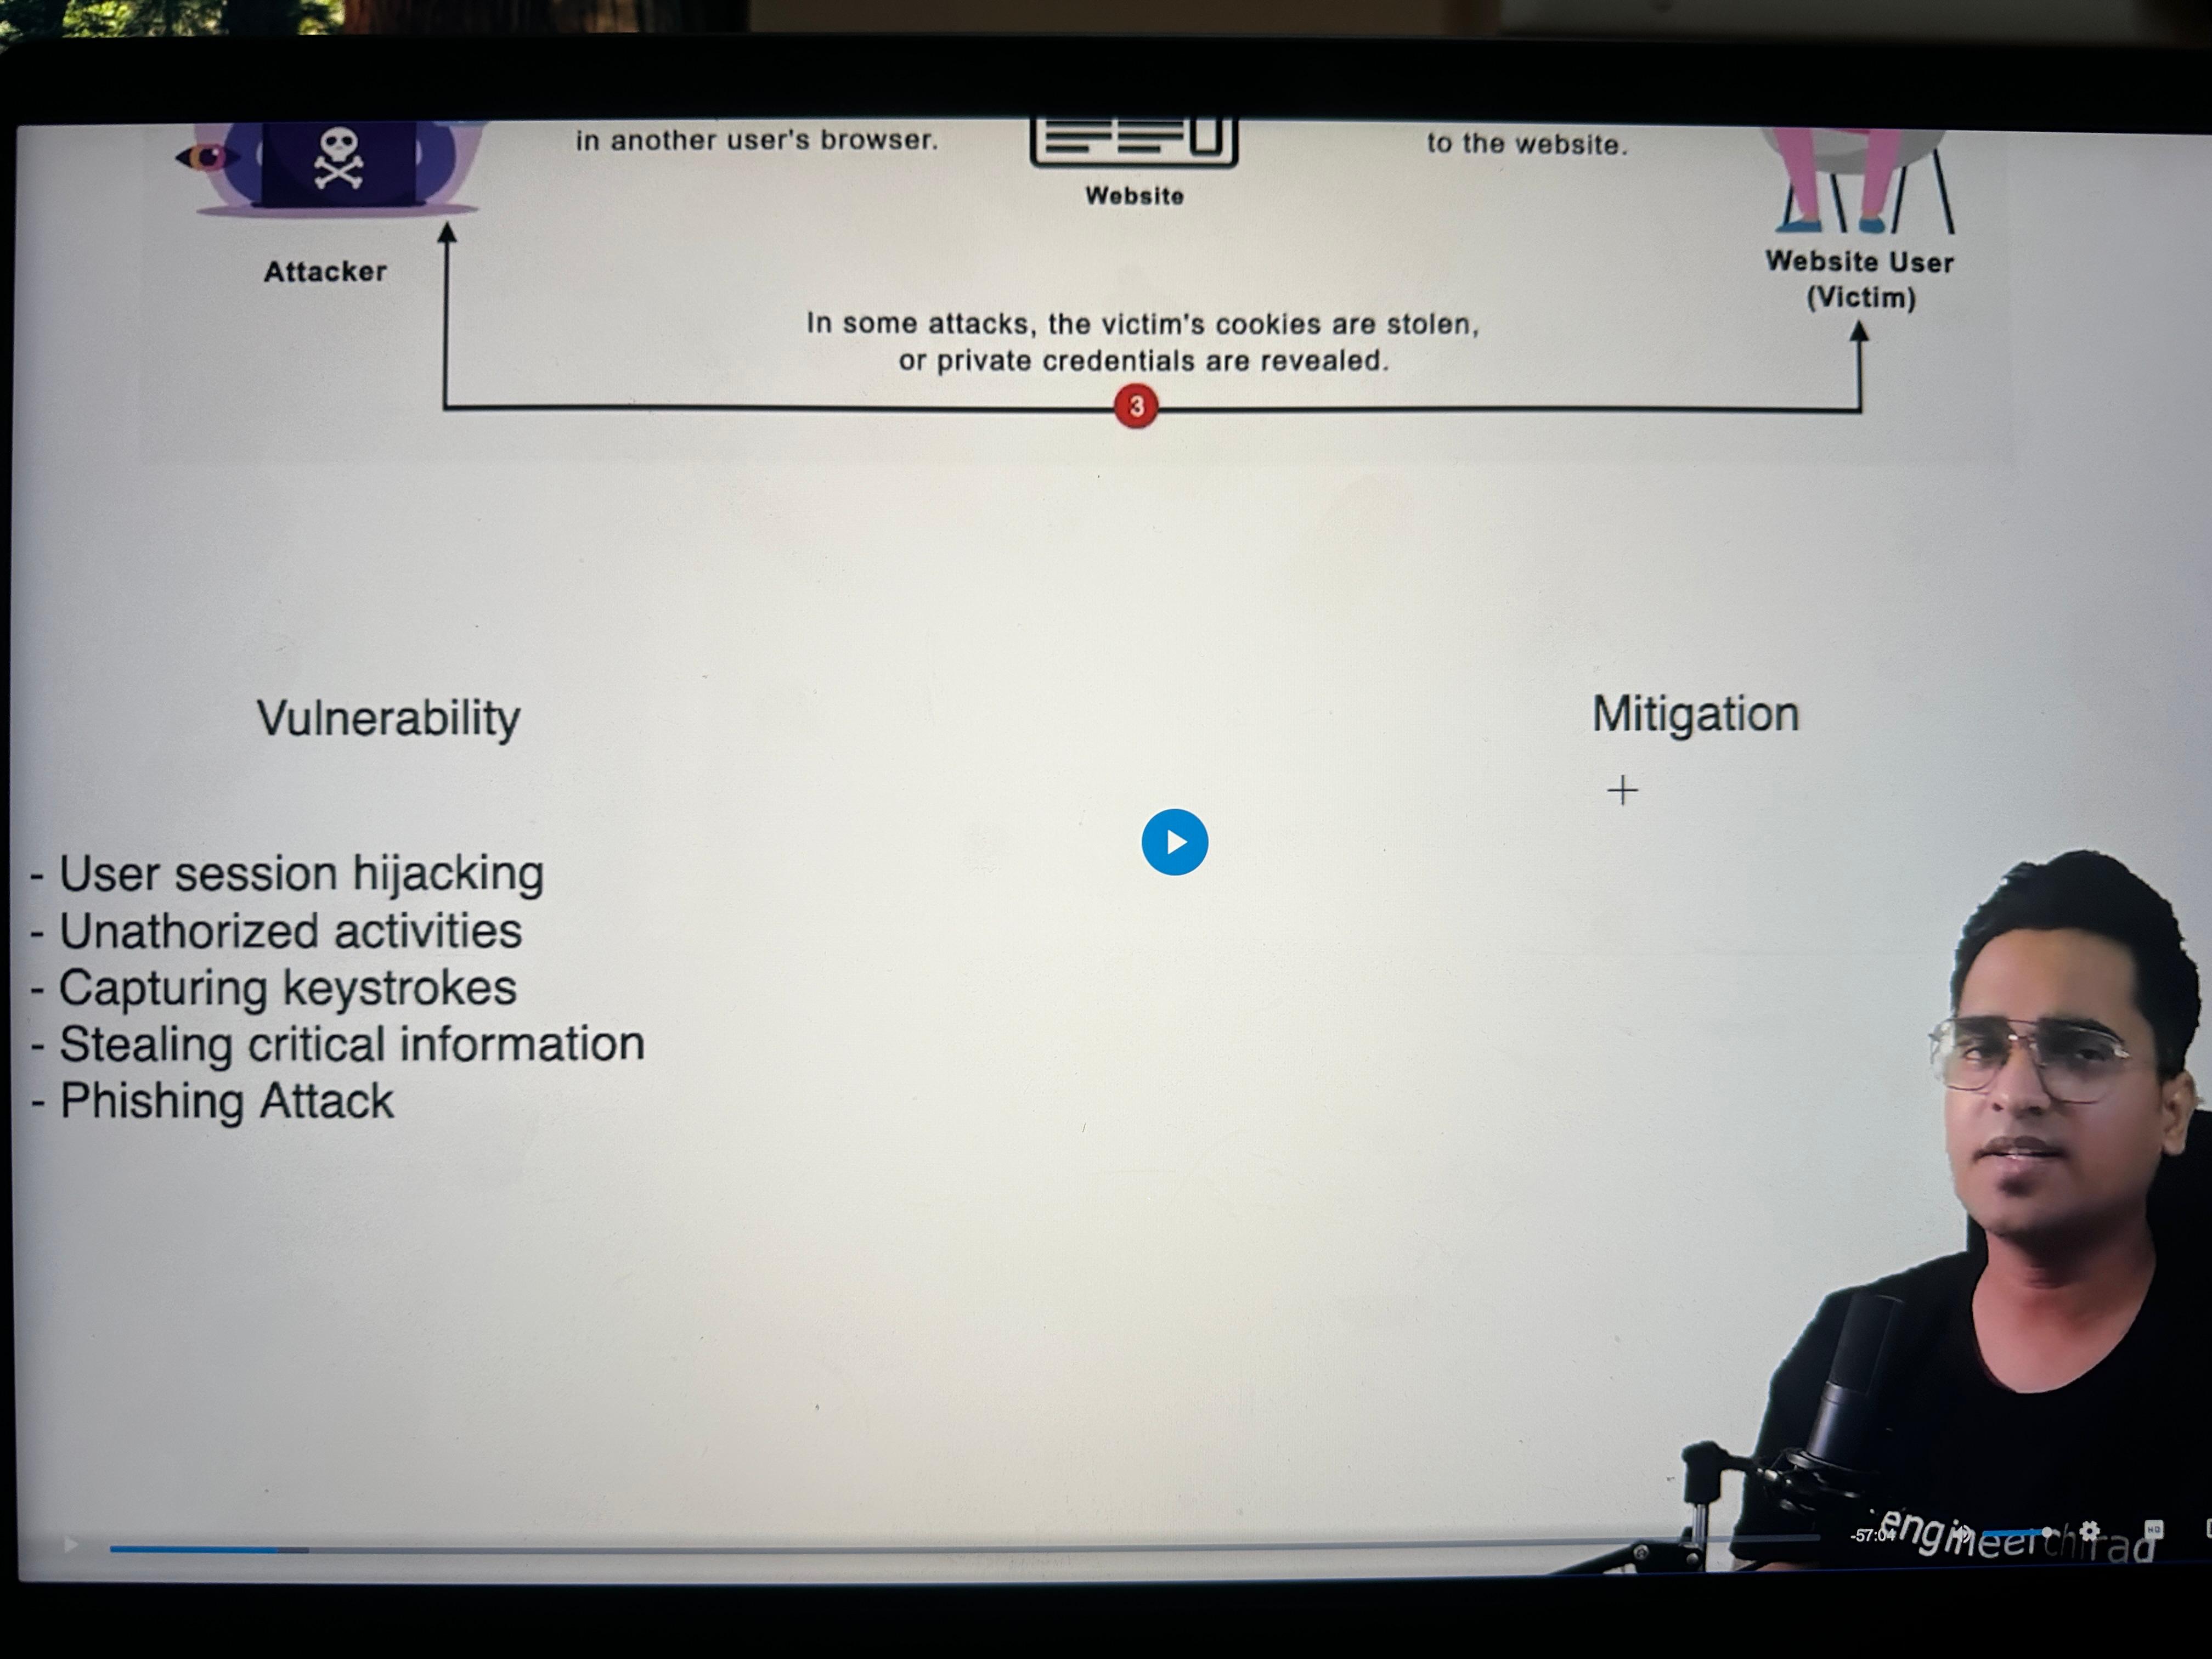 in another user's browser.
to the website.
Website
Attacker
Website User
(Victim)
In some attacks, the victim's cookies are stolen,
or private credentials are revealed.
3
Vulnerability
Mitigation
- User session hijacking
- Unathorized activities
- Capturing keystrokes
- Stealing critical information
- Phishing Attack
-57:04
HD